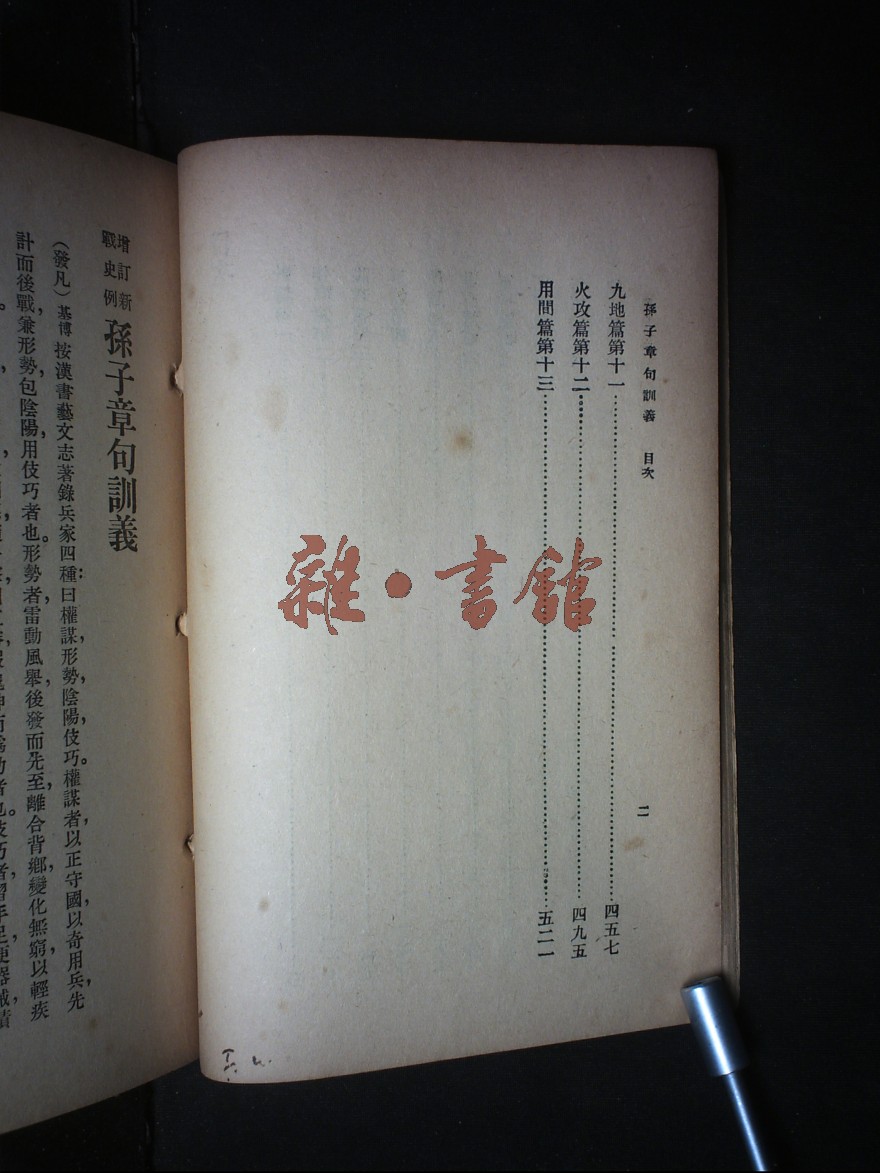 孫子章句訓義　目次
二
九地篇第十一……四五七
火攻篇第十二……四九五
用間篇第十三……五二一
雜•書館
增訂新
戰史例
孫子章句訓義
（發凡）基博按漢書藝文志著錄兵家四種：曰權謀，形勢，陰陽，伎巧。權謀者，以正守國，以奇用兵，先
計而後戰，兼形勢，包陰陽，用伎巧者也。形勢者，雷動風舉，後發而先至，離合背鄉，變化無窮，以輕疾